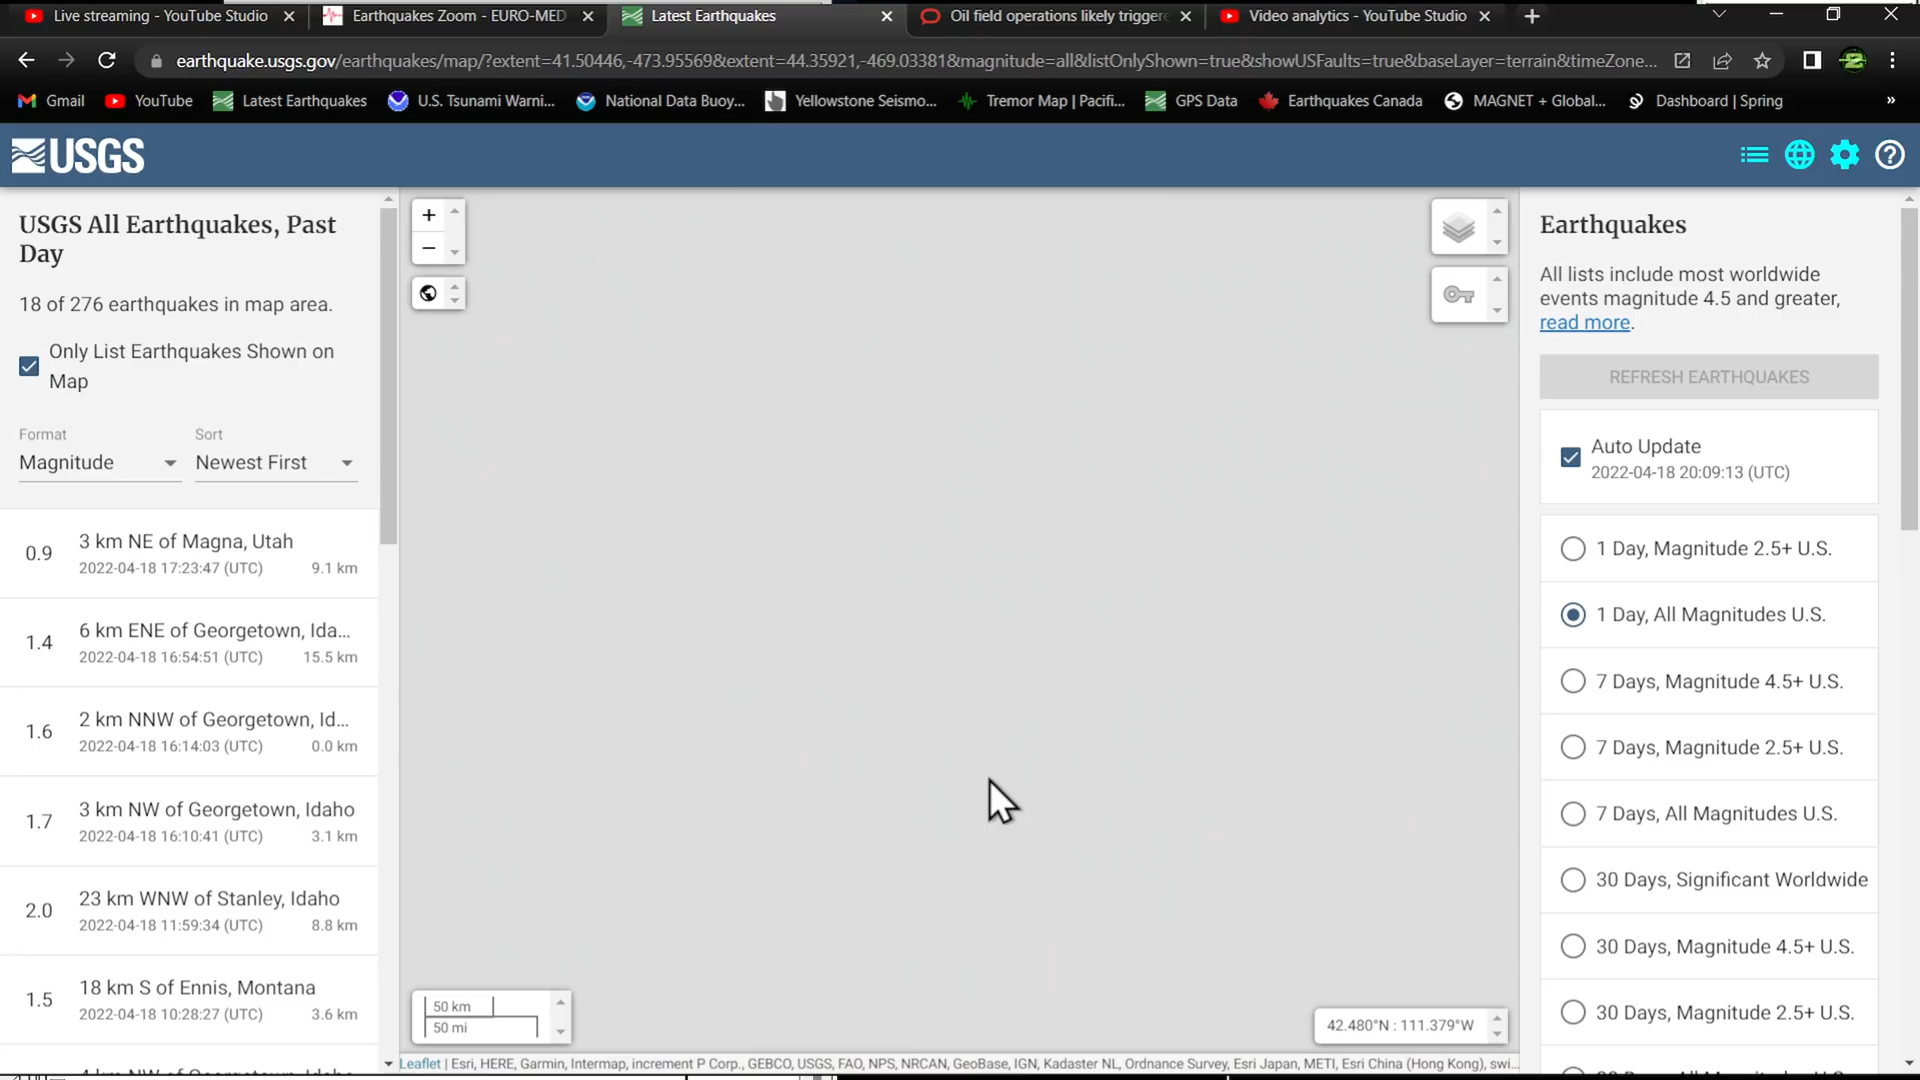 Live streaming - YouTube Studio
Earthquakes Zoom - EURO-MED
Latest Earthquakes
Oil field operations likely trigger
Video analytics - YouTube Studio
earthquake.usgs.gov/earthquakes/map/?extent=41.50446,-473.95569&extent=44.35921,-469.03381&magnitude=all&listOnlyShown=true&showUSFaults=true&baseLayer=terrain&timeZone...
Gmail
YouTube
Latest Earthquakes
U.S. Tsunami Warni...
National Data Buoy...
Yellowstone Seismo...
Tremor Map | Pacifi...
GPS Data
Earthquakes Canada
MAGNET + Global...
Dashboard | Spring
»
USGS
USGS All Earthquakes, Past
Day
18 of 276 earthquakes in map area.
Only List Earthquakes Shown on
Map
Format
Sort
Magnitude
Newest First
0.9
3 km NE of Magna, Utah
2022-04-18 17:23:47 (UTC) 9.1 km
1.4
6 km ENE of Georgetown, Ida...
2022-04-18 16:54:51 (UTC) 15.5 km
1.6
2 km NNW of Georgetown, Id...
2022-04-18 16:14:03 (UTC) 0.0 km
1.7
3 km NW of Georgetown, Idaho
2022-04-18 16:10:41 (UTC) 3.1 km
2.0
23 km WNW of Stanley, Idaho
2022-04-18 11:59:34 (UTC) 8.8 km
1.5
18 km S of Ennis, Montana
2022-04-18 10:28:27 (UTC) 3.6 km
+
−
50 km
50 mi
42.480°N : 111.379°W
Leaflet | Esri, HERE, Garmin, Intermap, increment P Corp., GEBCO, USGS, FAO, NPS, NRCAN, GeoBase, IGN, Kadaster NL, Ordnance Survey, Esri Japan, METI, Esri China (Hong Kong), swi...
Earthquakes
All lists include most worldwide
events magnitude 4.5 and greater,
read more.
REFRESH EARTHQUAKES
Auto Update
2022-04-18 20:09:13 (UTC)
1 Day, Magnitude 2.5+ U.S.
1 Day, All Magnitudes U.S.
7 Days, Magnitude 4.5+ U.S.
7 Days, Magnitude 2.5+ U.S.
7 Days, All Magnitudes U.S.
30 Days, Significant Worldwide
30 Days, Magnitude 4.5+ U.S.
30 Days, Magnitude 2.5+ U.S.